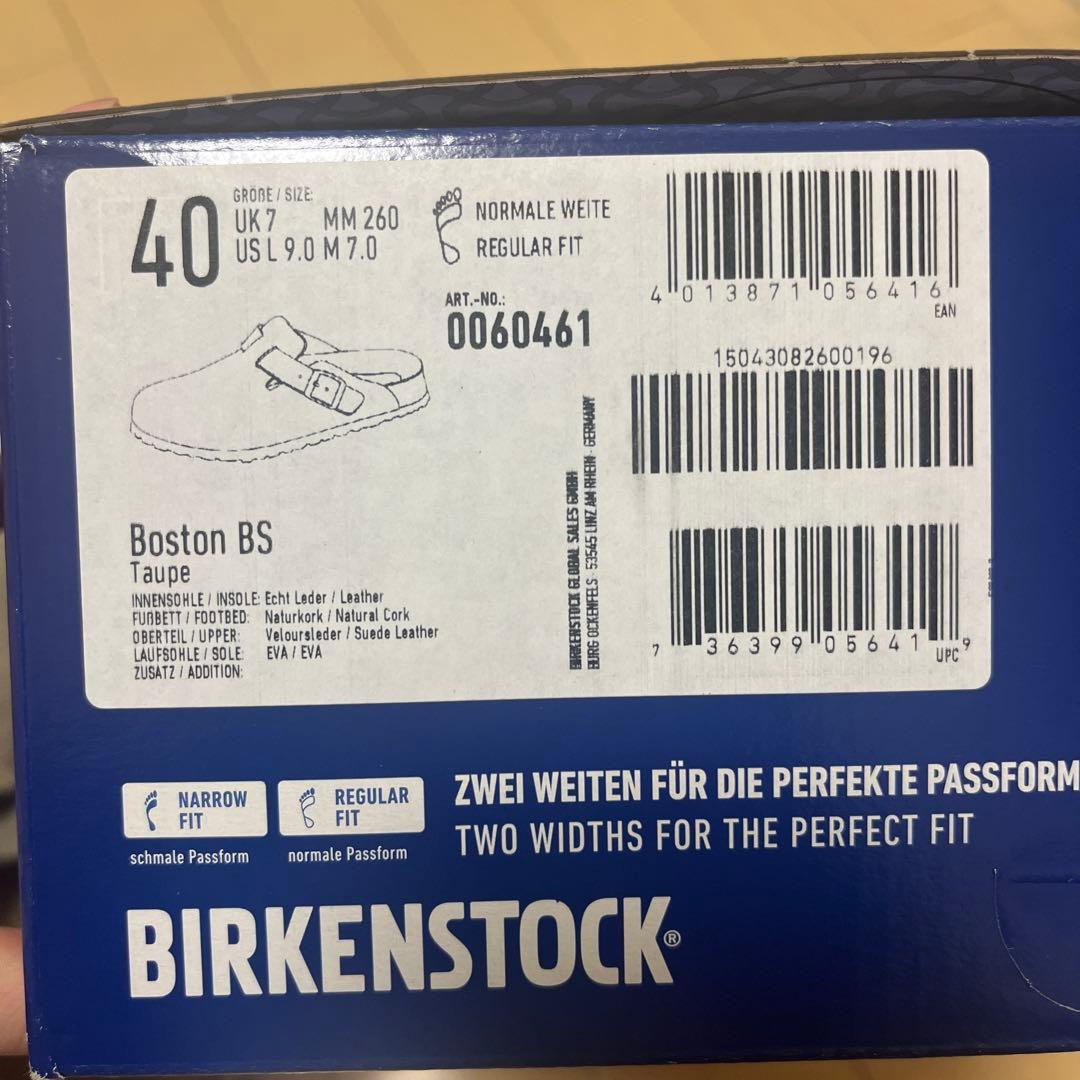 40
GRÖßE / SIZE:
UK 7 MM 260
US L 9.0 M 7.0
NORMALE WEITE
REGULAR FIT
ART.-NO.:
0060461
4 013871 056416
EAN
15043082600196
BIRKENSTOCK GLOBAL SALES GMBH
BURG OCKENFELS · 53545 LINZ AM RHEIN · GERMANY
Boston BS
Taupe
INNENSOHLE / INSOLE: Echt Leder / Leather
FUßBETT / FOOTBED: Naturkork / Natural Cork
OBERTEIL / UPPER: Veloursleder / Suede Leather
LAUFSOHLE / SOLE: EVA / EVA
ZUSATZ / ADDITION:
7 36399 05641 9
UPC
NARROW
FIT
schmale Passform
REGULAR
FIT
normale Passform
ZWEI WEITEN FÜR DIE PERFEKTE PASSFORM
TWO WIDTHS FOR THE PERFECT FIT
BIRKENSTOCK®